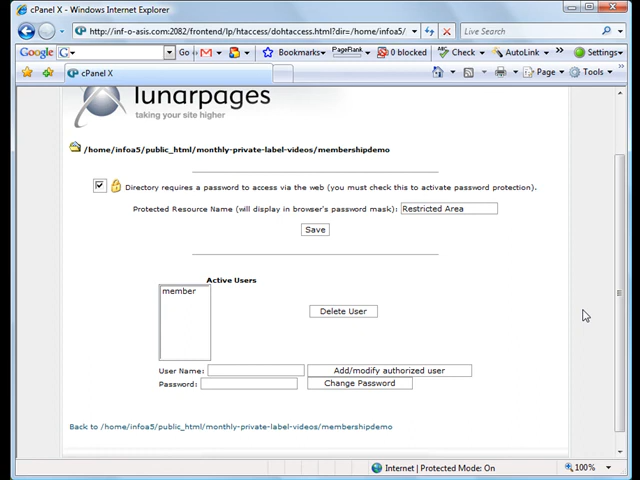 cPanel X - Windows Internet Explorer
http://inf-o-asis.com:2082/frontend/lp/htaccess/dohtaccess.html?dir=/home/infoa5/
Live Search
Google
Go
Bookmarks
PageRank
0 blocked
Check
AutoLink
Settings
cPanel X
Page
Tools
lunarpages
taking your site higher
/home/infoa5/public_html/monthly-private-label-videos/membershipdemo
Directory requires a password to access via the web (you must check this to activate password protection).
Protected Resource Name (will display in browser's password mask): Restricted Area
Save
Active Users
member
Delete User
User Name: Add/modify authorized user
Password: Change Password
Back to /home/infoa5/public_html/monthly-private-label-videos/membershipdemo
Internet | Protected Mode: On
100%